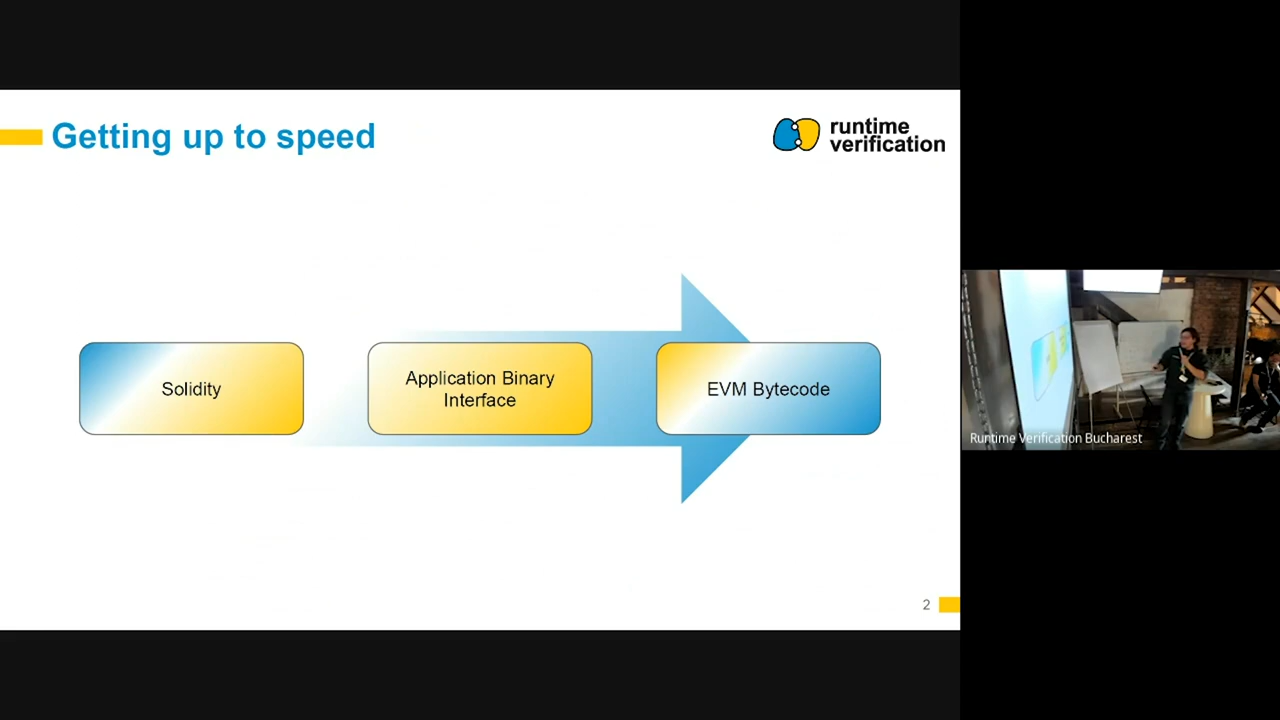 Getting up to speed
runtime
verification
Solidity
Application Binary
Interface
EVM Bytecode
2
Runtime Verification Bucharest